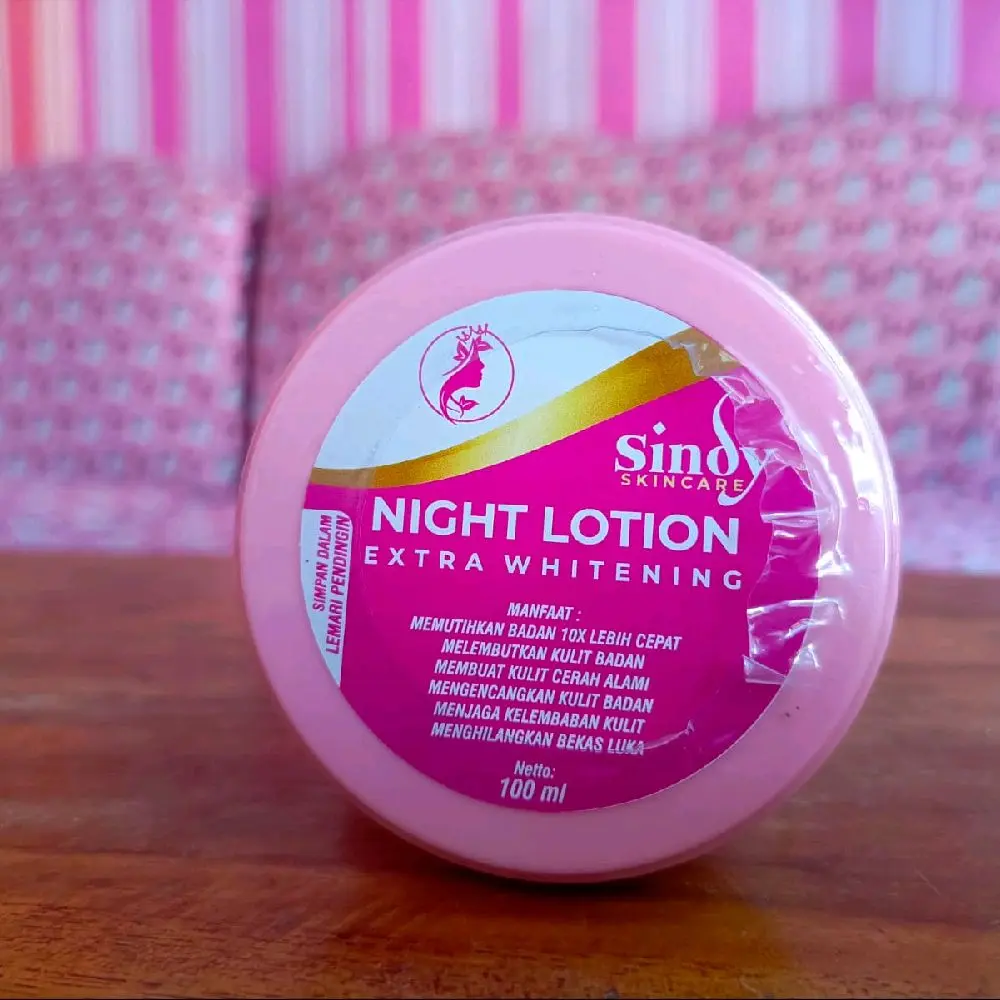 Sindy
SKINCARE
NIGHT LOTION
EXTRA WHITENING
SIMPAN DALAM
LEMARI PENDINGIN
MANFAAT :
MEMUTIHKAN BADAN 10X LEBIH CEPAT
MELEMBUTKAN KULIT BADAN
MEMBUAT KULIT CERAH ALAMI
MENGENCANGKAN KULIT BADAN
MENJAGA KELEMBABAN KULIT
MENGHILANGKAN BEKAS LUKA
Netto:
100 ml